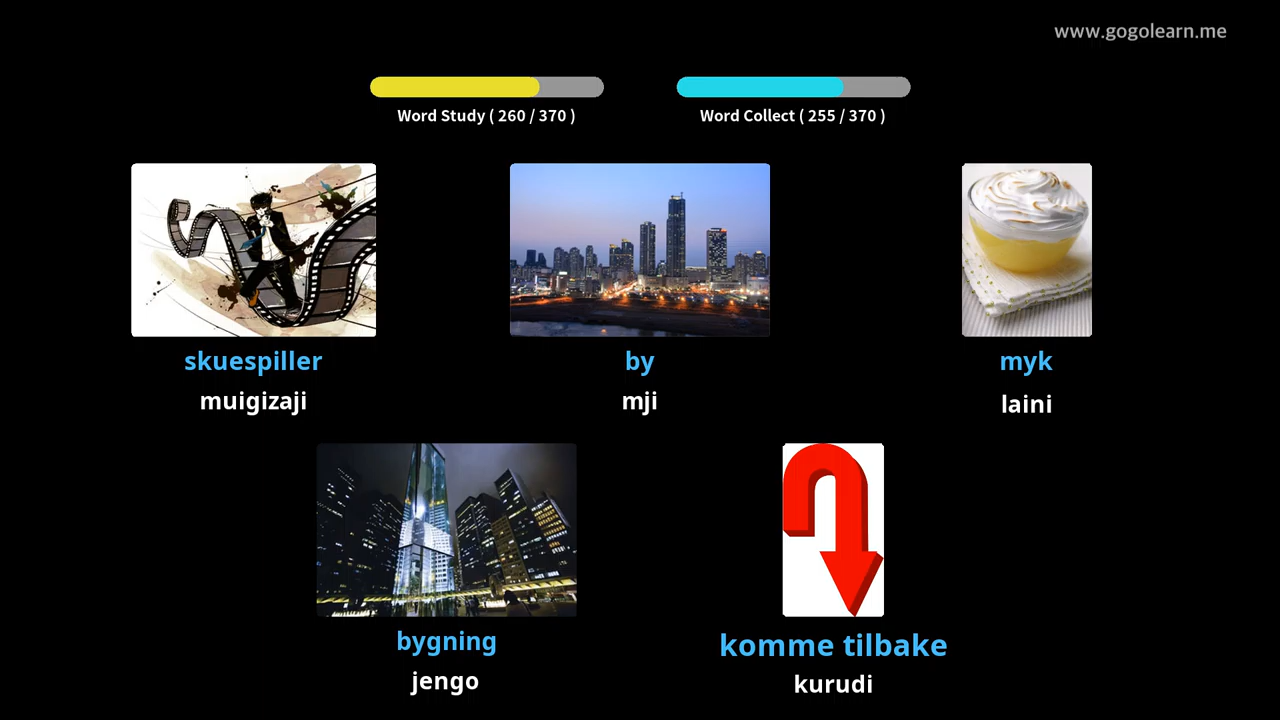 www.gogolearn.me
Word Study ( 260 / 370 )
Word Collect ( 255 / 370 )
skuespiller
muigizaji
by
mji
myk
laini
bygning
jengo
komme tilbake
kurudi